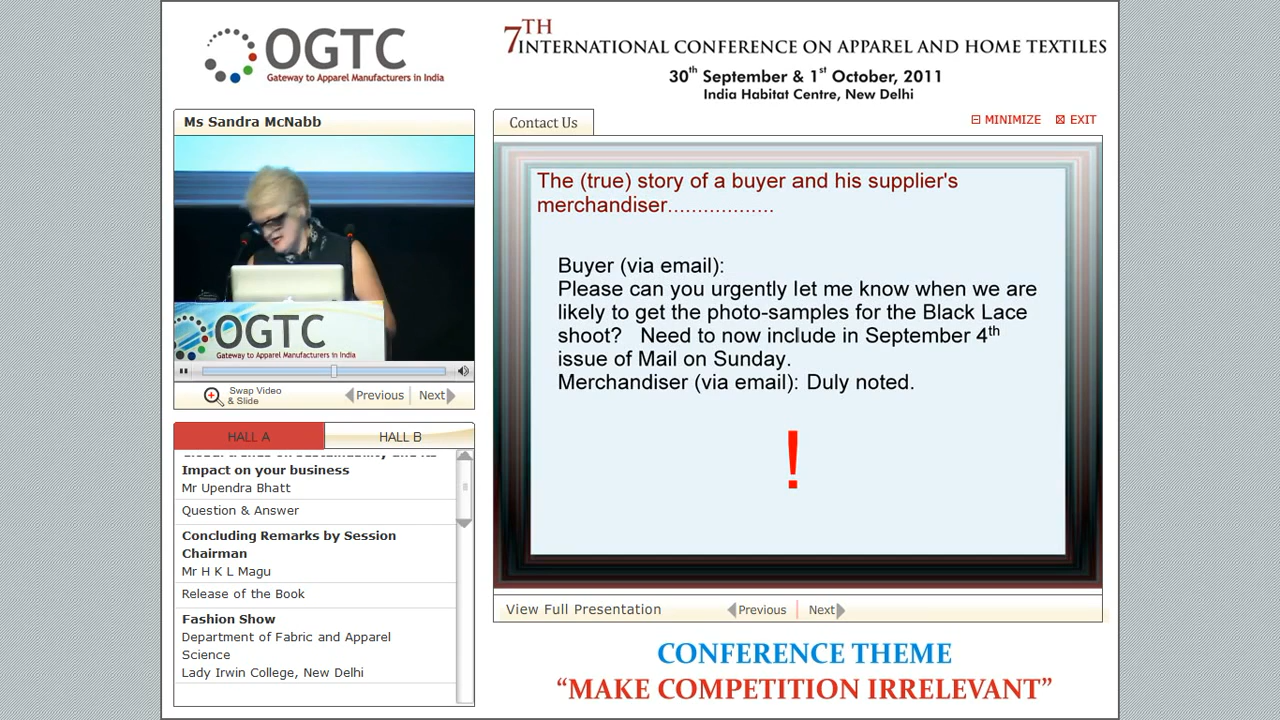 OGTC
Gateway to Apparel Manufacturers in India
7TH INTERNATIONAL CONFERENCE ON APPAREL AND HOME TEXTILES
30th September & 1st October, 2011
India Habitat Centre, New Delhi
Ms Sandra McNabb
OGTC
Gateway to Apparel Manufacturers in India
Swap Video
& Slide
Previous
Next
HALL A
HALL B
Impact on your business
Mr Upendra Bhatt
Question & Answer
Concluding Remarks by Session
Chairman
Mr H K L Magu
Release of the Book
Fashion Show
Department of Fabric and Apparel
Science
Lady Irwin College, New Delhi
Contact Us
MINIMIZE
EXIT
The (true) story of a buyer and his supplier's
merchandiser..................
Buyer (via email):
Please can you urgently let me know when we are
likely to get the photo-samples for the Black Lace
shoot? Need to now include in September 4th
issue of Mail on Sunday.
Merchandiser (via email): Duly noted.
!
View Full Presentation
Previous
Next
CONFERENCE THEME
“MAKE COMPETITION IRRELEVANT”